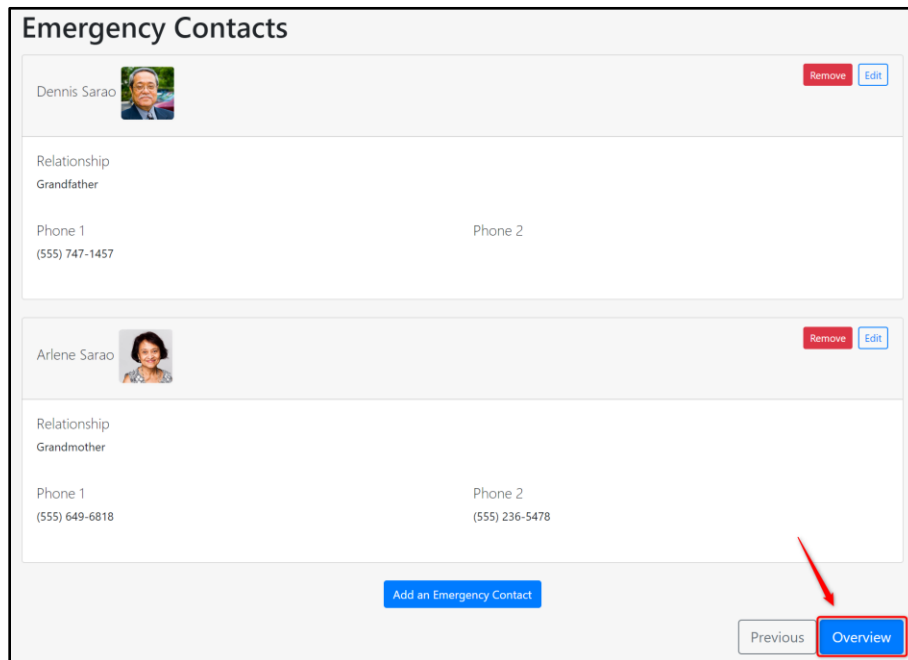 Emergency Contacts
Dennis Sarao
Remove Edit
Relationship
Grandfather
Phone 1 Phone 2
(555) 747-1457
Arlene Sarao
Remove Edit
Relationship
Grandmother
Phone 1 Phone 2
(555) 649-6818 (555) 236-5478
Add an Emergency Contact
Previous Overview